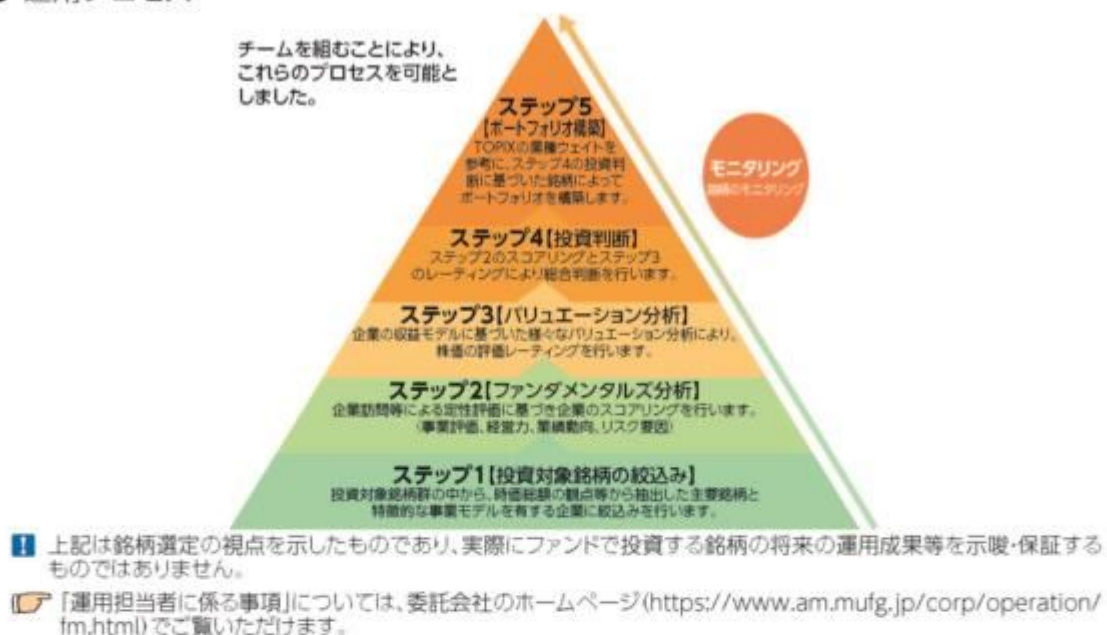 運用プロセス
チームを組むことにより、
これらのプロセスを可能と
しました。
ステップ5
【ポートフォリオ構築】
TOPIXの業種ウェイトを
参考に、ステップ4の投資判
断に基づいた銘柄によって
ポートフォリオを構築します。
モニタリング
銘柄のモニタリング
ステップ4【投資判断】
ステップ2のスコアリングとステップ3
のレーティングにより総合判断を行います。
ステップ3【バリュエーション分析】
企業の収益モデルに基づいた様々なバリュエーション分析により、
株価の評価レーティングを行います。
ステップ2【ファンダメンタルズ分析】
企業訪問等による定性評価に基づき企業のスコアリングを行います。
(事業評価、経営力、業績動向、リスク要因)
ステップ1【投資対象銘柄の絞込み】
投資対象銘柄群の中から、時価総額の観点等から抽出した主要銘柄と
特徴的な事業モデルを有する企業に絞込みを行います。
上記は銘柄選定の視点を示したものであり、実際にファンドで投資する銘柄の将来の運用成果等を示唆・保証する
ものではありません。
「運用担当者に係る事項」については、委託会社のホームページ(https://www.am.mufg.jp/corp/operation/
fm.html)でご覧いただけます。